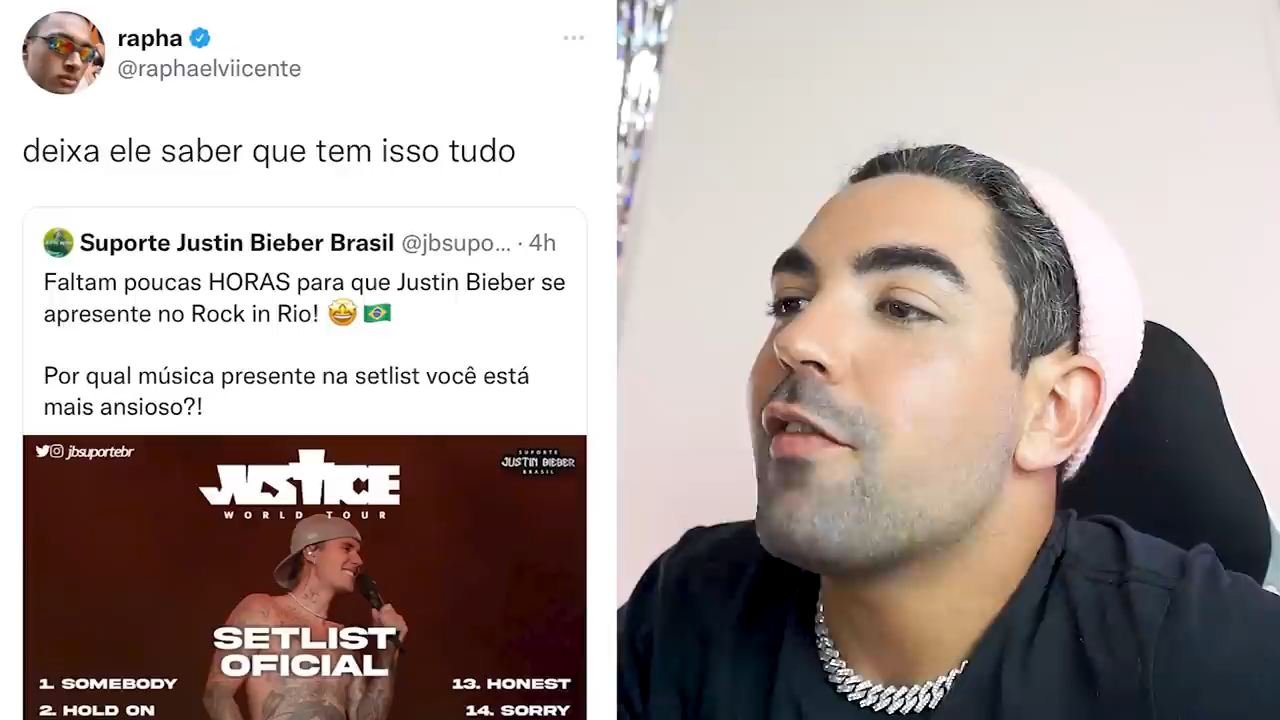 rapha
@raphaelviicente
deixa ele saber que tem isso tudo
Suporte Justin Bieber Brasil @jbsupo... · 4h
Faltam poucas HORAS para que Justin Bieber se
apresente no Rock in Rio! 🤩 🇧🇷
Por qual música presente na setlist você está
mais ansioso?!
jbsuportebr
SUPORTE
JUSTIN BIEBER
BRASIL
JUSTICE
WORLD TOUR
SETLIST
OFICIAL
1. SOMEBODY
2. HOLD ON
13. HONEST
14. SORRY